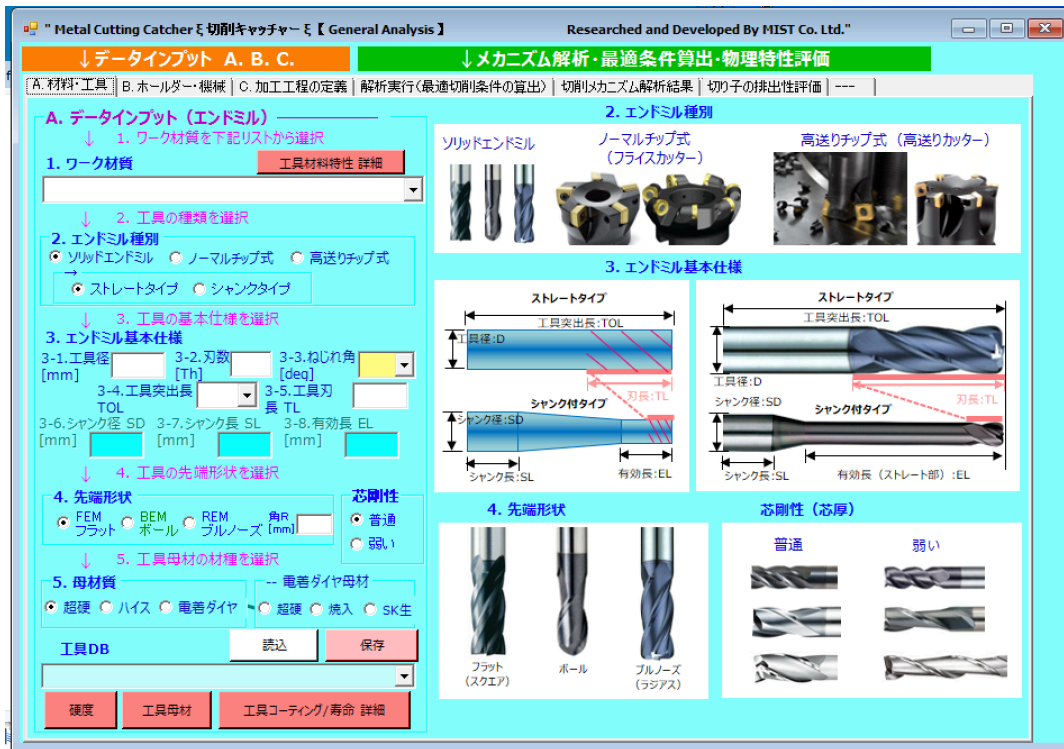 " Metal Cutting Catcher ξ 切削キャッチャー ξ【 General Analysis 】 Researched and Developed By MIST Co. Ltd."
↓データインプット A. B. C.
↓メカニズム解析・最適条件算出・物理特性評価
A.材料・工具
B.ホールダー・機械
C.加工工程の定義
解析実行(最適切削条件の算出)
切削メカニズム解析結果
切り子の排出性評価
---
A. データインプット（エンドミル）
↓ 1. ワーク材質を下記リストから選択
1. ワーク材質
工具材料特性 詳細
↓ 2. 工具の種類を選択
2. エンドミル種別
ソリッドエンドミル
ノーマルチップ式
高送りチップ式
→
ストレートタイプ
シャンクタイプ
↓ 3. 工具の基本仕様を選択
3. エンドミル基本仕様
3-1.工具径 [mm]
3-2.刃数 [Th]
3-3.ねじれ角 [deq]
3-4.工具突出長 TOL
3-5.工具刃長 TL
3-6.シャンク径 SD [mm]
3-7.シャンク長 SL [mm]
3-8.有効長 EL [mm]
↓ 4. 工具の先端形状を選択
4. 先端形状
FEM フラット
BEM ボール
REM ブルノーズ
角R [mm]
芯剛性
普通
弱い
↓ 5. 工具母材の材種を選択
5. 母材質
超硬
ハイス
電着ダイヤ
-- 電着ダイヤ母材
超硬
焼入
SK生
工具DB
読込
保存
硬度
工具母材
工具コーティング/寿命 詳細
2. エンドミル種別
ソリッドエンドミル
ノーマルチップ式
（フライスカッター）
高送りチップ式（高送りカッター）
3. エンドミル基本仕様
ストレートタイプ
工具突出長:TOL
工具径:D
刃長:TL
シャンク付タイプ
シャンク径:SD
シャンク長:SL
有効長:EL
ストレートタイプ
工具突出長:TOL
工具径:D
刃長:TL
シャンク径:SD
シャンク付タイプ
シャンク長:SL
有効長（ストレート部）:EL
4. 先端形状
フラット
（スクエア）
ボール
ブルノーズ
（ラジアス）
芯剛性（芯厚）
普通
弱い